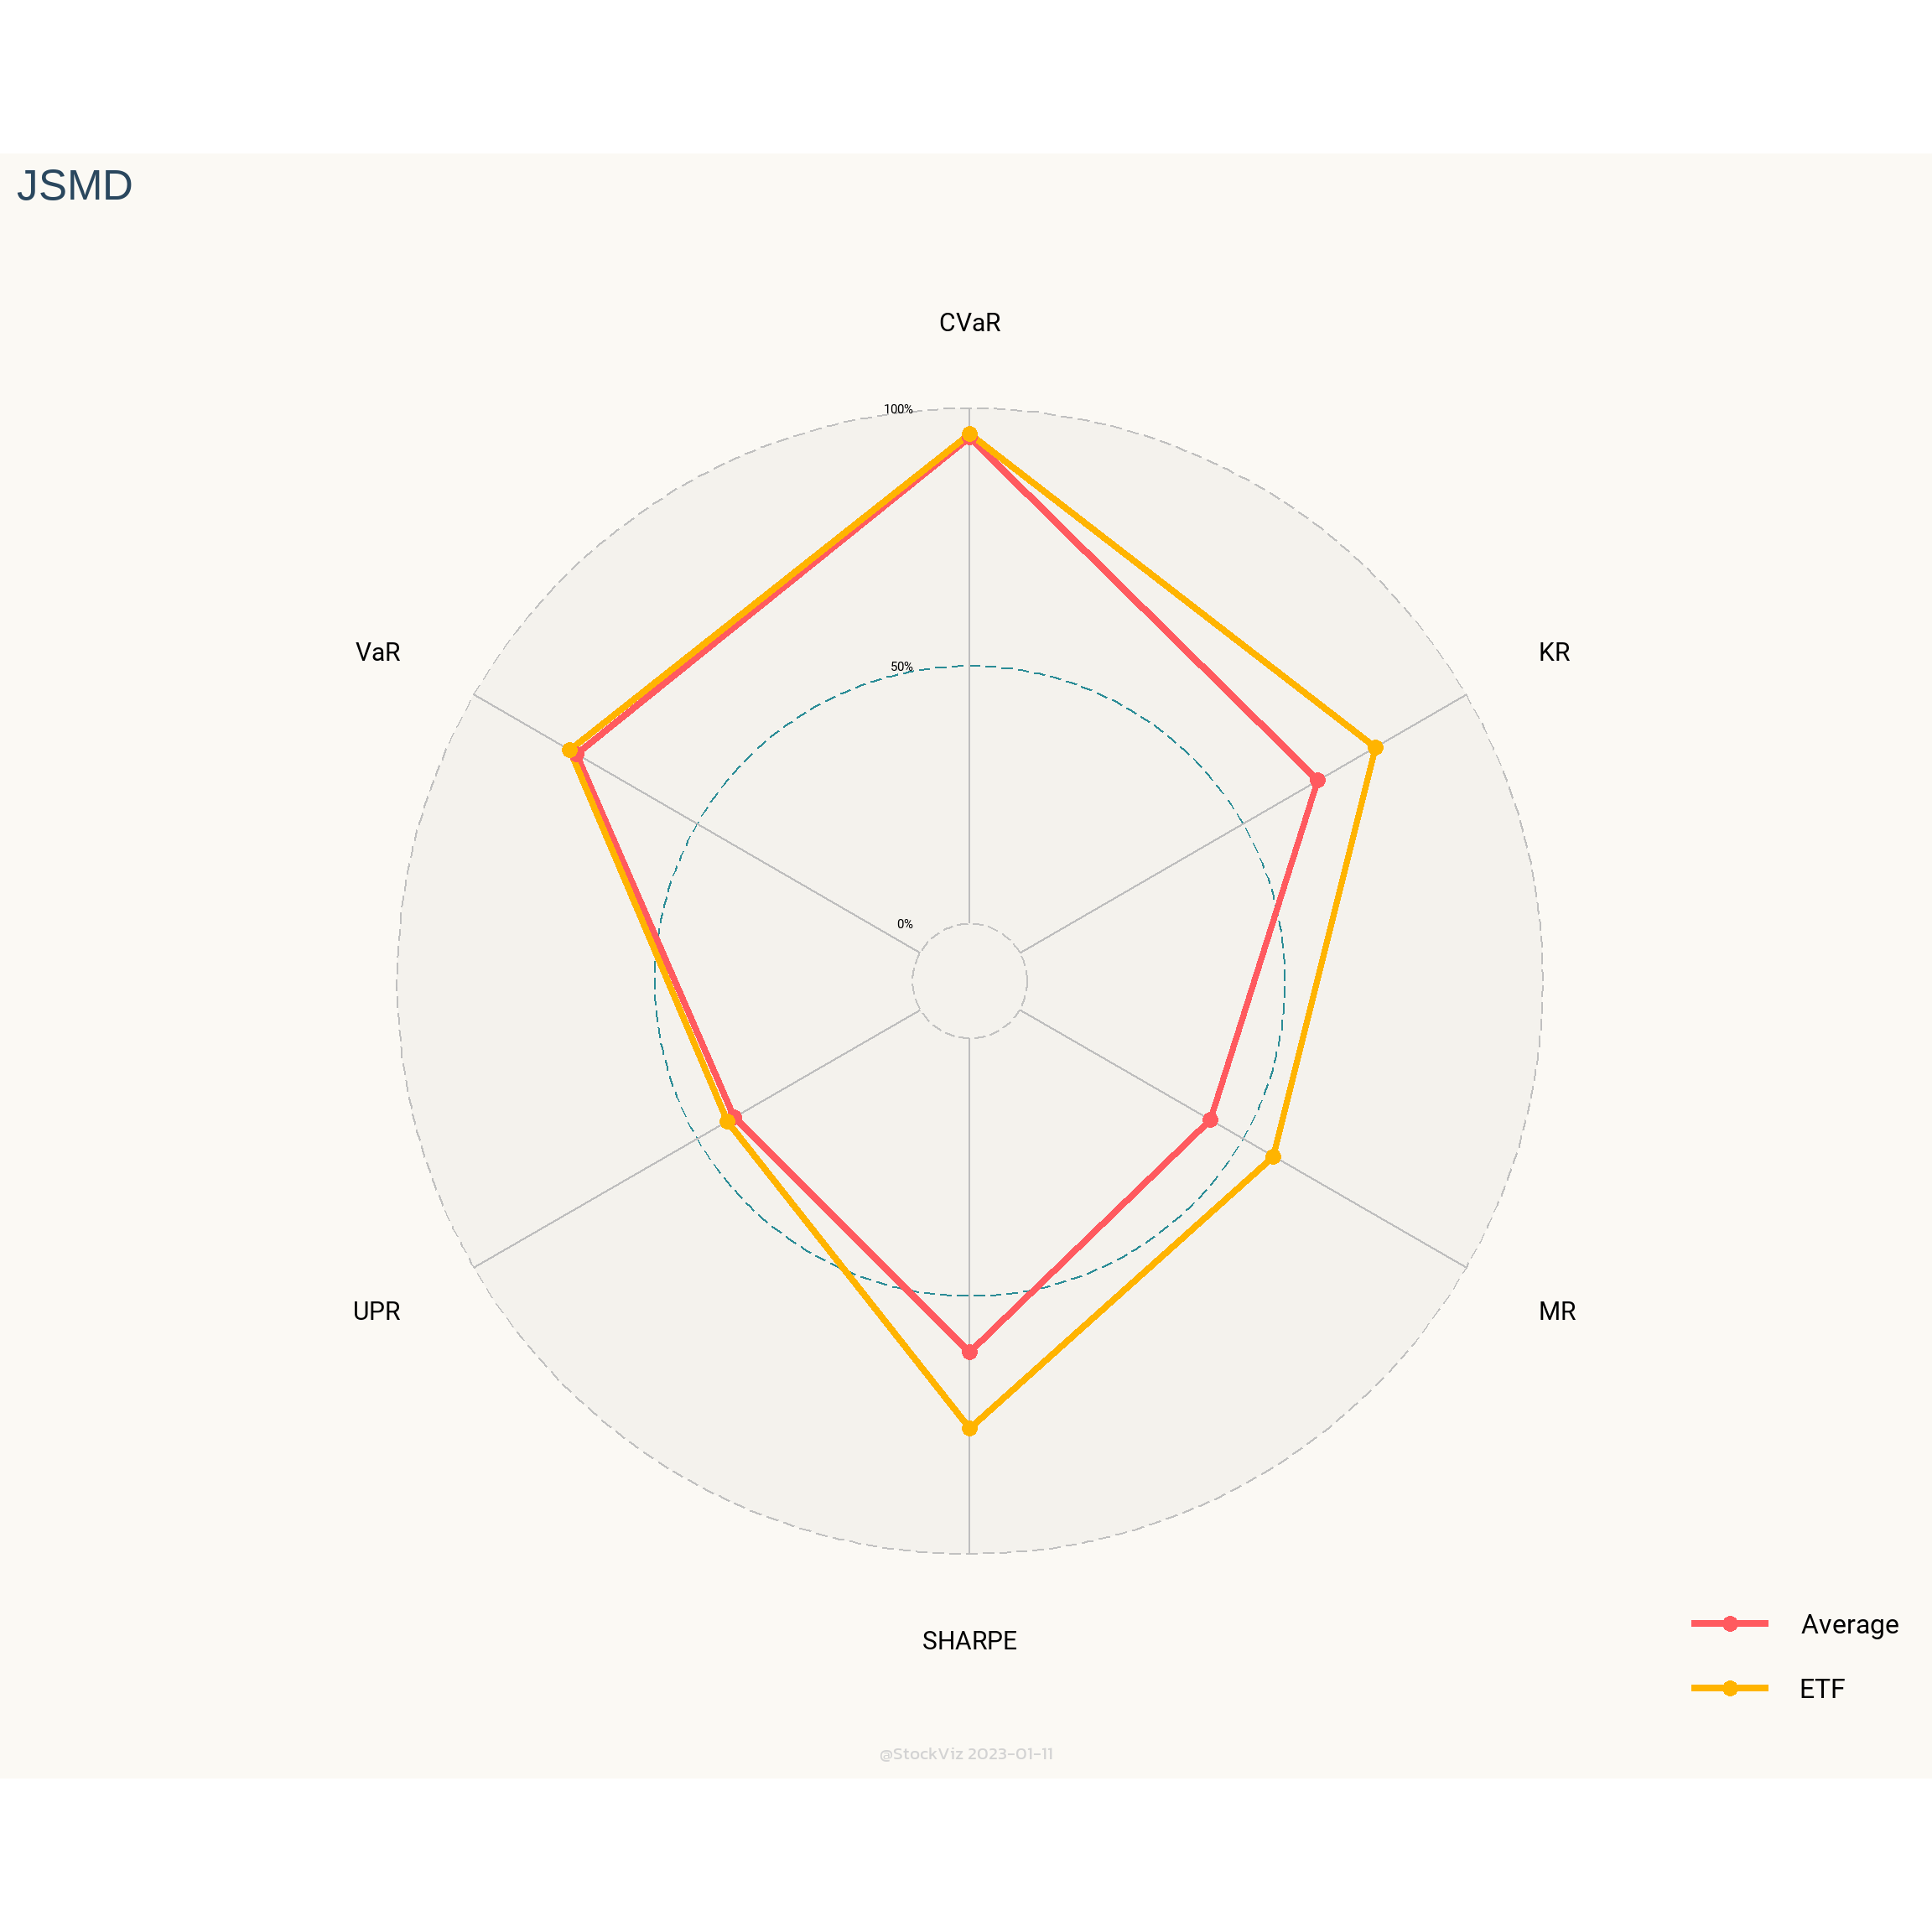 JSMD
CVaR
100%
VaR
KR
50%
0%
UPR
MR
SHARPE
Average
ETF
@StockViz 2023-01-11